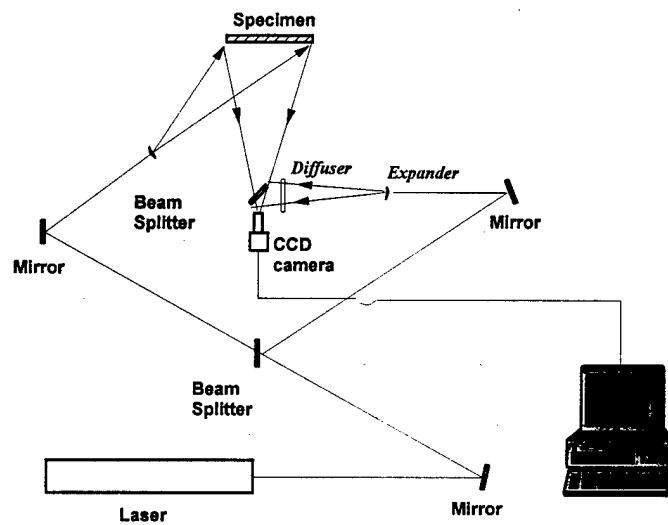 Specimen
Diffuser
Expander
Beam
Splitter
Mirror
Mirror
CCD
camera
Beam
Splitter
Mirror
Laser